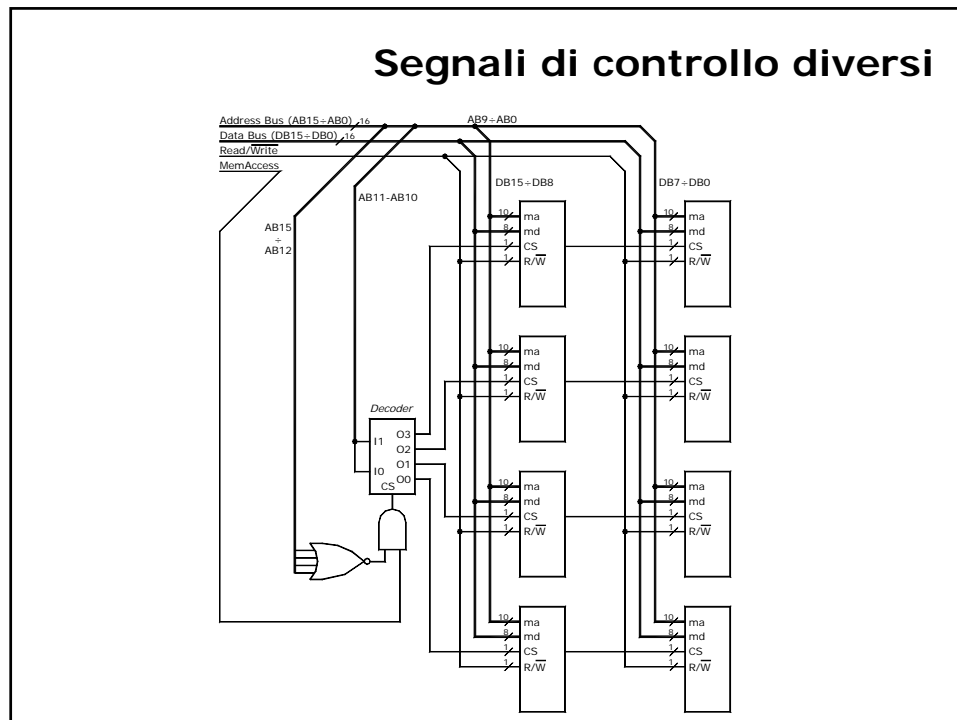 Segnali di controllo diversi
Address Bus (AB15÷AB0) 16
AB9÷AB0
Data Bus (DB15÷DB0) 16
Read/Write
MemAccess
DB15÷DB8
DB7÷DB0
AB11-AB10
AB15
÷
AB12
10 ma
8 md
1 CS
1 R/W
10 ma
8 md
1 CS
1 R/W
10 ma
8 md
1 CS
1 R/W
10 ma
8 md
1 CS
1 R/W
Decoder
I1
I0
CS
O3
O2
O1
O0
10 ma
8 md
1 CS
1 R/W
10 ma
8 md
1 CS
1 R/W
10 ma
8 md
1 CS
1 R/W
10 ma
8 md
1 CS
1 R/W